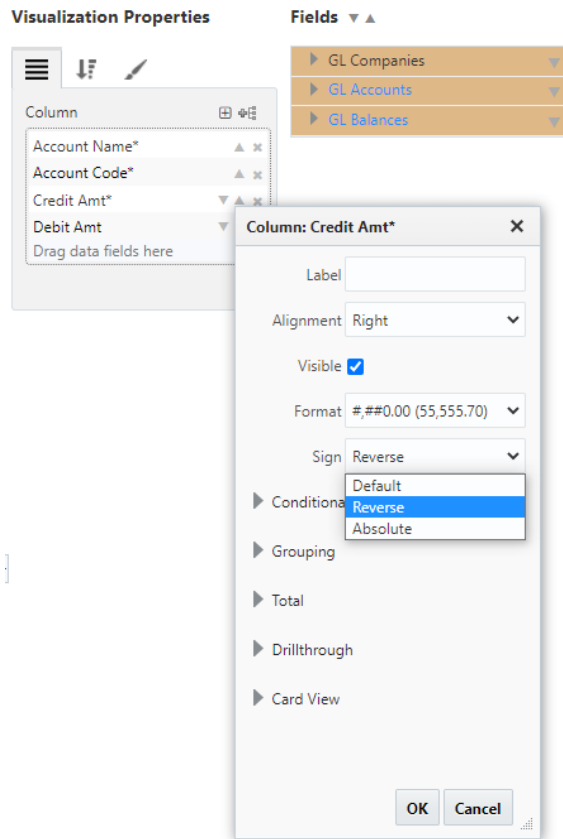 Visualization Properties
Fields
GL Companies
GL Accounts
GL Balances
Column
Account Name*
Account Code*
Credit Amt*
Debit Amt
Drag data fields here
Column: Credit Amt*
Label
Alignment Right
Visible
Format #,##0.00 (55,555.70)
Sign Reverse
Default
Reverse
Absolute
Conditiona
Grouping
Total
Drillthrough
Card View
OK Cancel